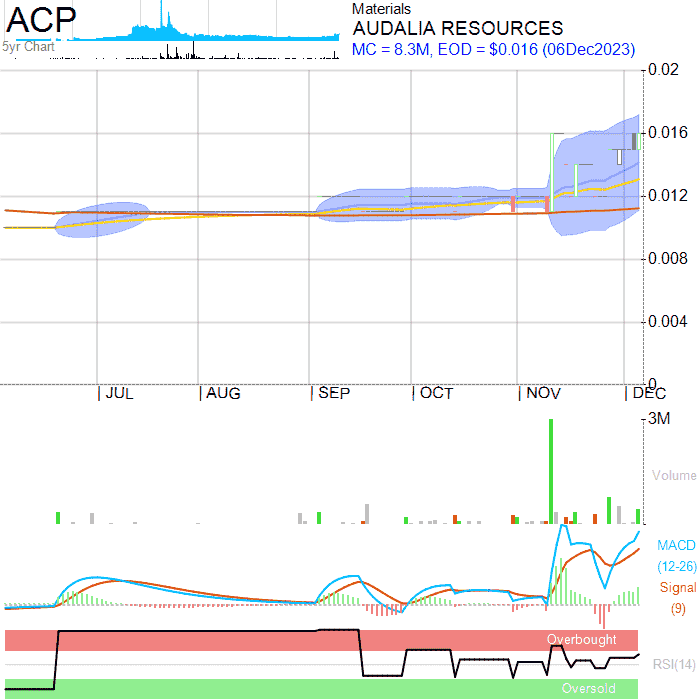 ACP
5yr Chart
Materials
AUDALIA RESOURCES
MC = 8.3M, EOD = $0.016 (06Dec2023)
0.02
0.016
0.012
0.008
0.004
0
JUL AUG SEP OCT NOV DEC
3M
Volume
MACD
(12-26)
Signal
(9)
Overbought
RSI(14)
Oversold